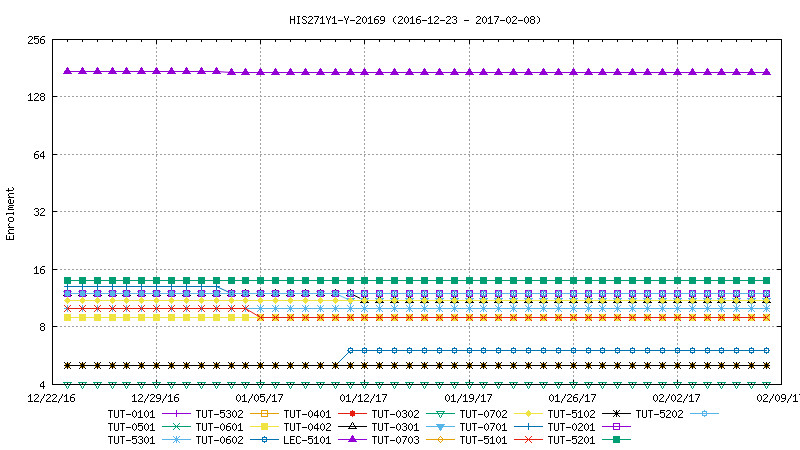 HIS271Y1-Y-20169 (2016-12-23 - 2017-02-08)
256
128
64
32
16
8
4
Enrolment
12/22/16 12/29/16 01/05/17 01/12/17 01/19/17 01/26/17 02/02/17 02/09/1
TUT-0101 TUT-5302 TUT-0401 TUT-0302 TUT-0702 TUT-5102 TUT-5202
TUT-0501 TUT-0601 TUT-0402 TUT-0301 TUT-0701 TUT-0201
TUT-5301 TUT-0602 LEC-5101 TUT-0703 TUT-5101 TUT-5201